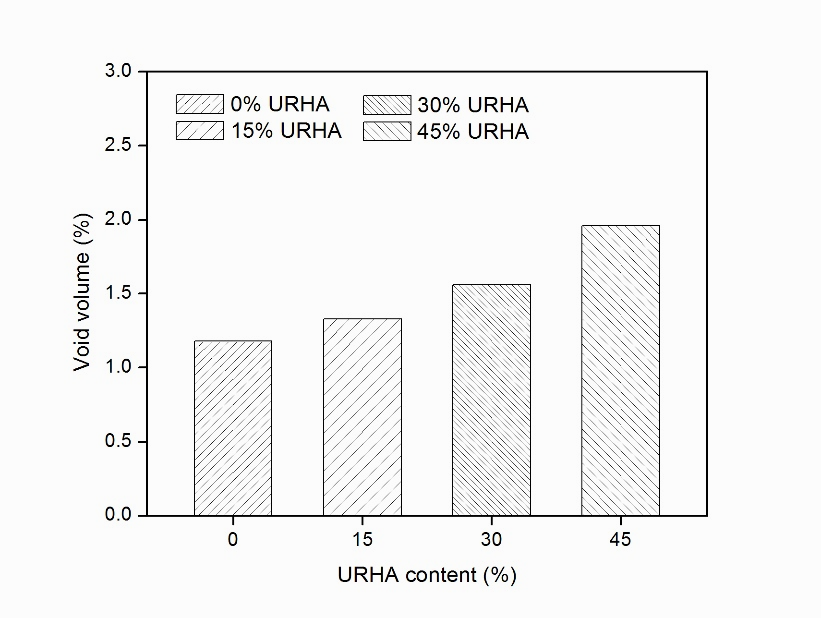 3.0
0% URHA
30% URHA
15% URHA
45% URHA
2.5
2.0
1.5
1.0
0.5
0.0
Void volume (%)
0
15
30
45
URHA content (%)